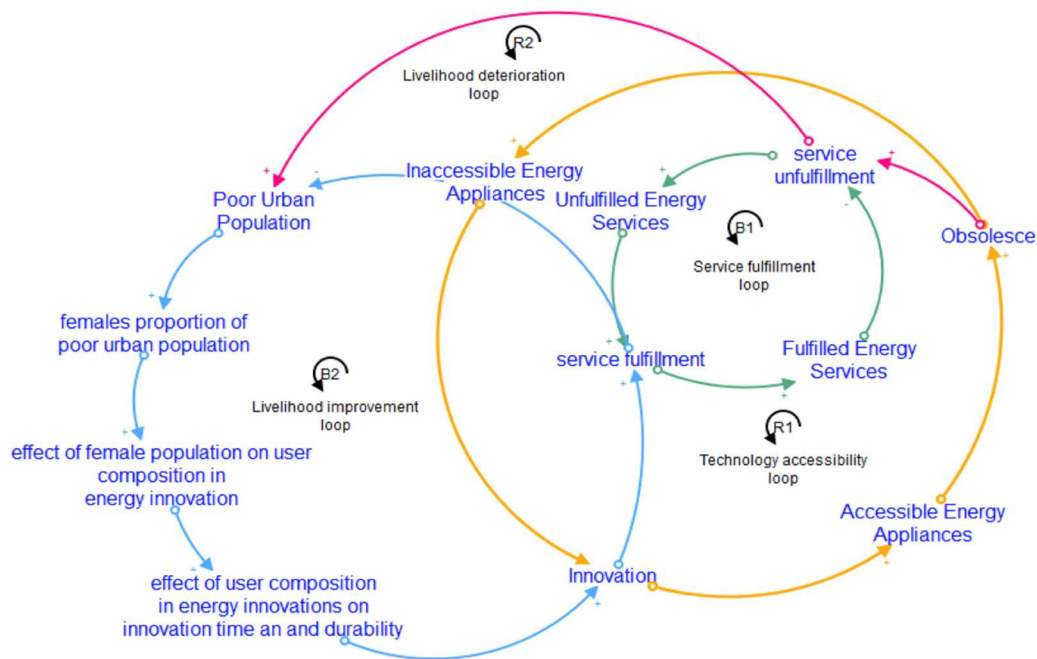 R2
Livelihood deterioration
loop
Inaccessible Energy
Appliances
service
unfulfillment
Poor Urban
Population
Unfulfilled Energy
Services
B1
Service fulfillment
loop
Obsolesce
females proportion of
poor urban population
service fulfillment
Fulfilled Energy
Services
B2
Livelihood improvement
loop
R1
Technology accessibility
loop
effect of female population on user
composition in
energy innovation
Accessible Energy
Appliances
effect of user composition
in energy innovations on
innovation time an and durability
Innovation